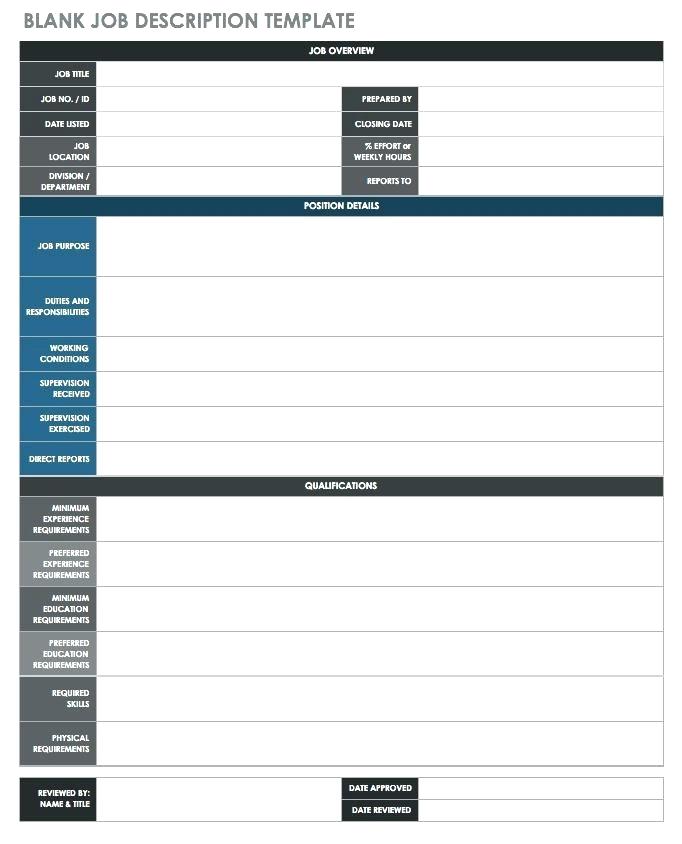 BLANK JOB DESCRIPTION TEMPLATE
JOB OVERVIEW
JOB TITLE
JOB NO. / ID
PREPARED BY
DATE LISTED
CLOSING DATE
JOB
LOCATION
% EFFORT or
WEEKLY HOURS
DIVISION /
DEPARTMENT
REPORTS TO
POSITION DETAILS
JOB PURPOSE
DUTIES AND
RESPONSIBILITIES
WORKING
CONDITIONS
SUPERVISION
RECEIVED
SUPERVISION
EXERCISED
DIRECT REPORTS
QUALIFICATIONS
MINIMUM
EXPERIENCE
REQUIREMENTS
PREFERRED
EXPERIENCE
REQUIREMENTS
MINIMUM
EDUCATION
REQUIREMENTS
PREFERRED
EDUCATION
REQUIREMENTS
REQUIRED
SKILLS
PHYSICAL
REQUIREMENTS
REVIEWED BY:
NAME & TITLE
DATE APPROVED
DATE REVIEWED